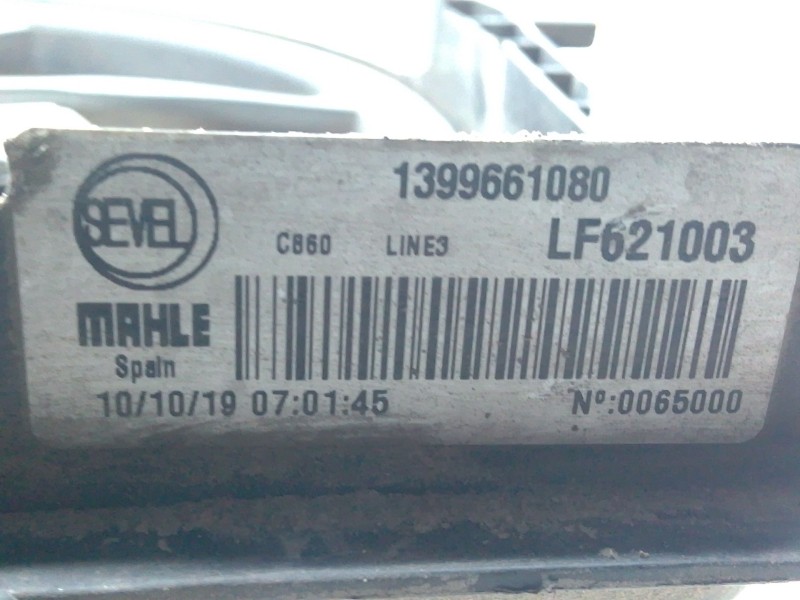 SEVEL
1399661080
C860 LINE3 LF621003
MAHLE
Spain
10/10/19 07:01:45 Nº:0065000